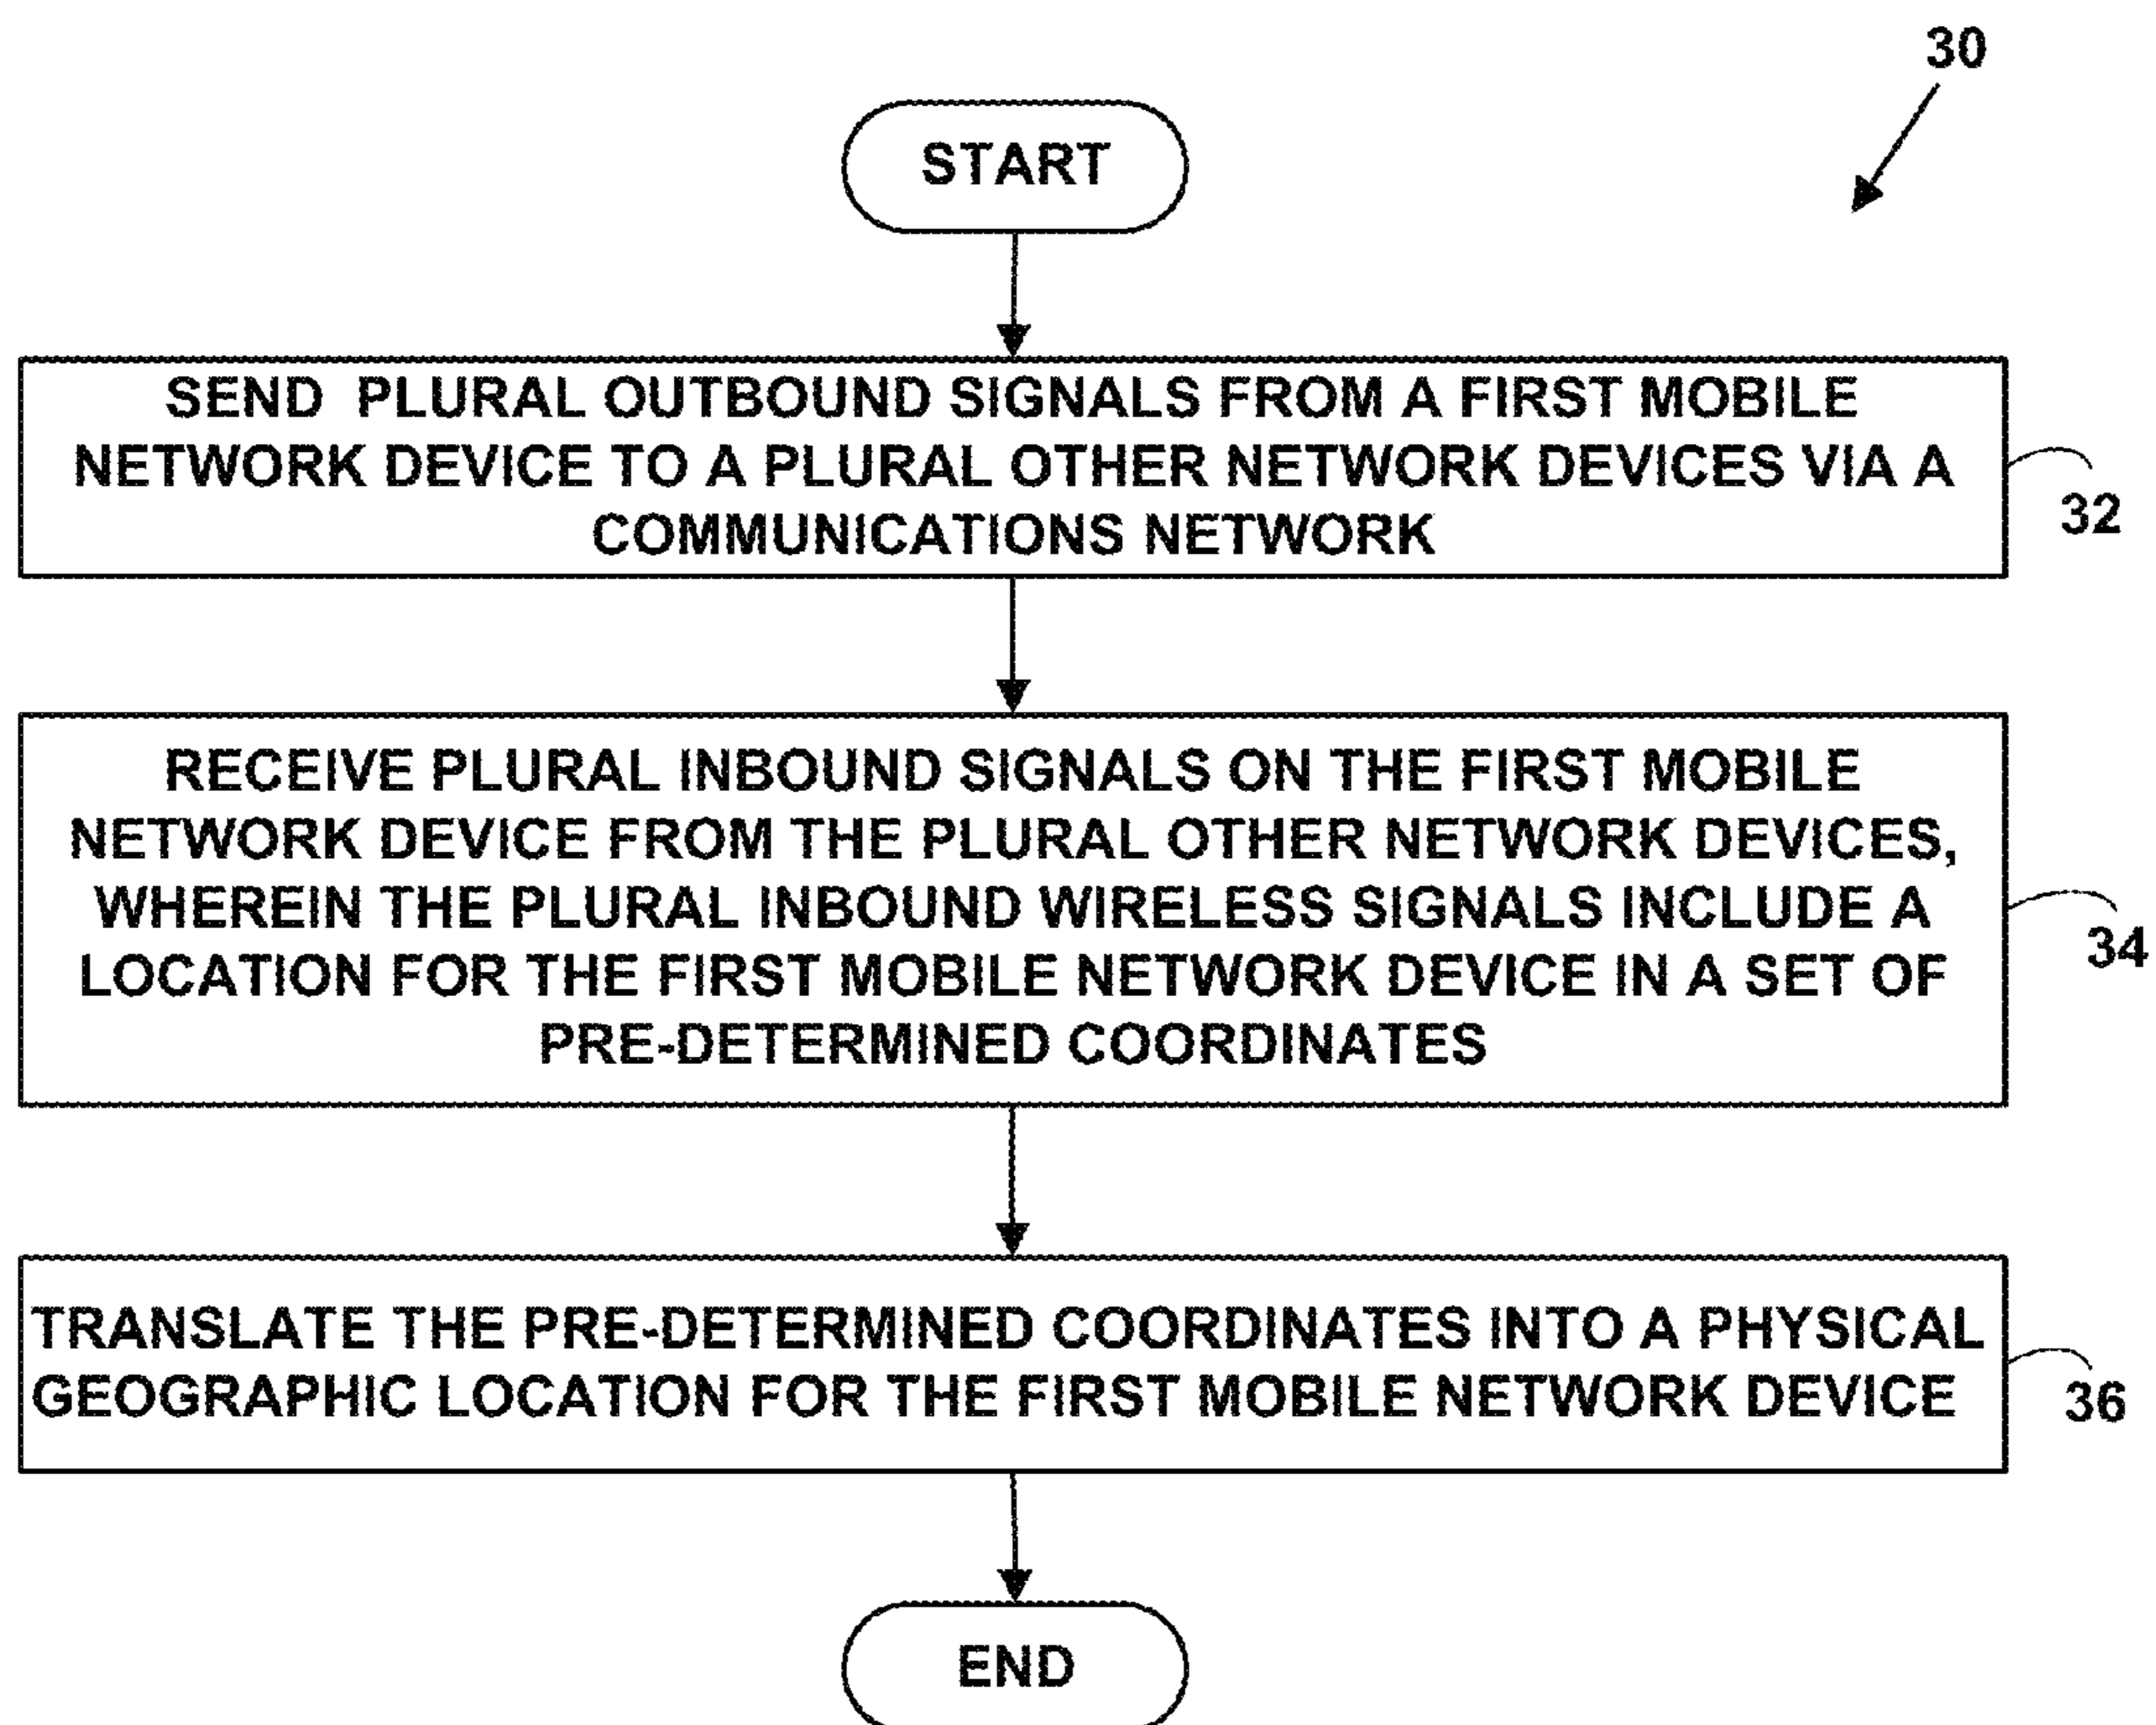 30
START
SEND PLURAL OUTBOUND SIGNALS FROM A FIRST MOBILE
NETWORK DEVICE TO A PLURAL OTHER NETWORK DEVICES VIA A
COMMUNICATIONS NETWORK
32
RECEIVE PLURAL INBOUND SIGNALS ON THE FIRST MOBILE
NETWORK DEVICE FROM THE PLURAL OTHER NETWORK DEVICES,
WHEREIN THE PLURAL INBOUND WIRELESS SIGNALS INCLUDE A
LOCATION FOR THE FIRST MOBILE NETWORK DEVICE IN A SET OF
PRE-DETERMINED COORDINATES
34
TRANSLATE THE PRE-DETERMINED COORDINATES INTO A PHYSICAL
GEOGRAPHIC LOCATION FOR THE FIRST MOBILE NETWORK DEVICE
36
END